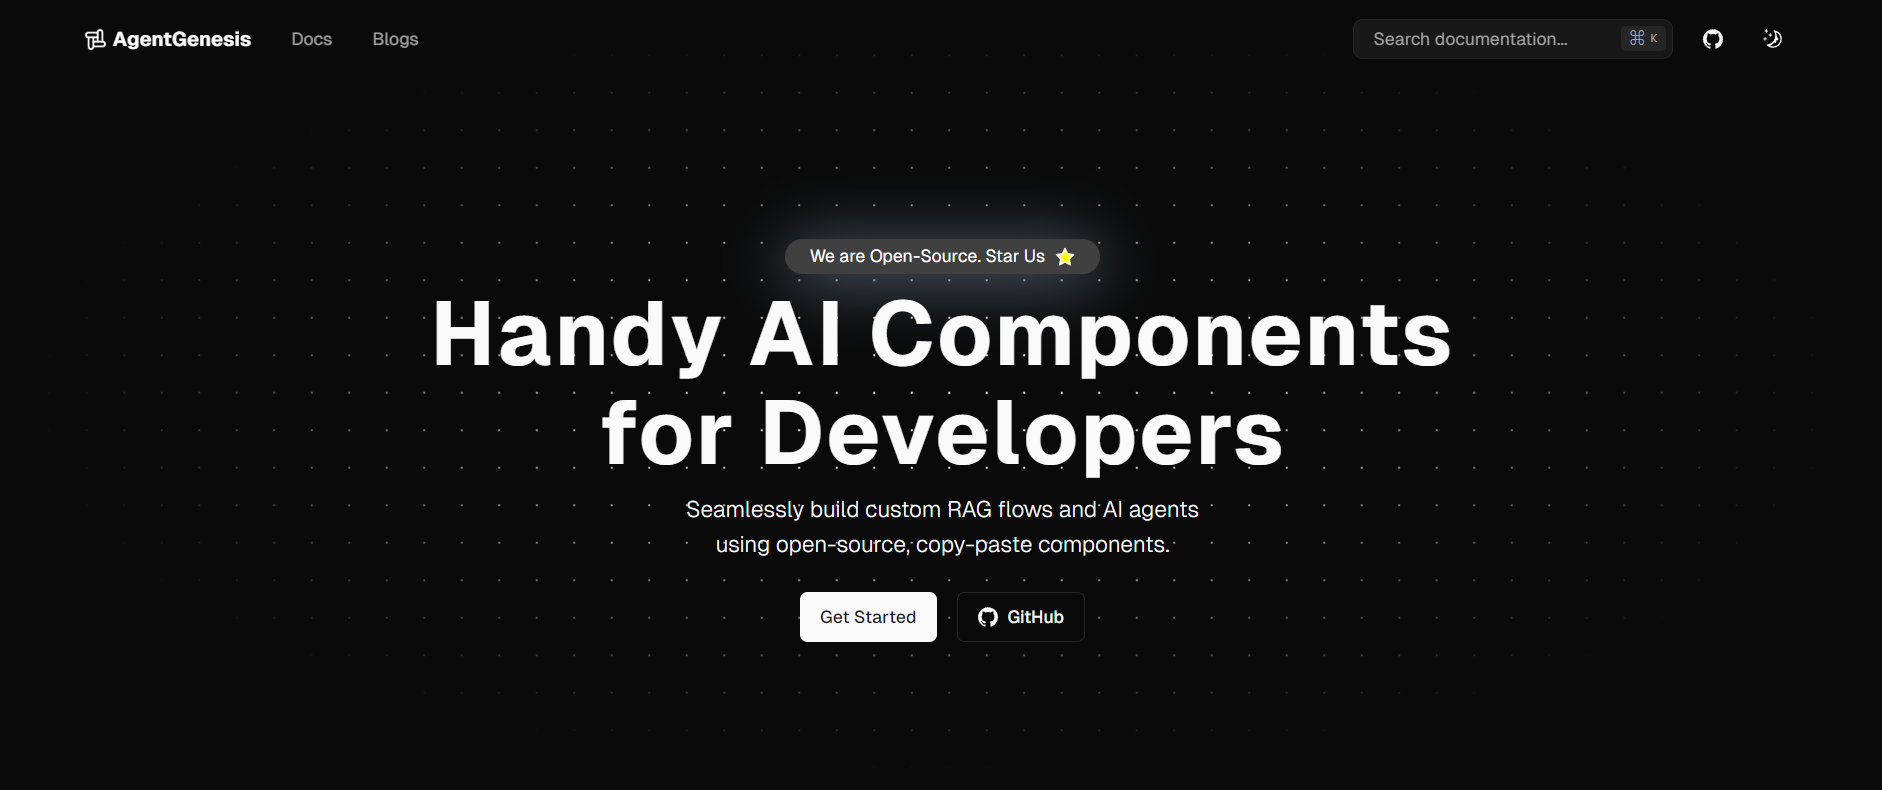 AgentGenesis
Docs
Blogs
Search documentation...
⌘ K
We are Open-Source. Star Us ⭐
Handy AI Components
for Developers
Seamlessly build custom RAG flows and AI agents
using open-source, copy-paste components.
Get Started
GitHub